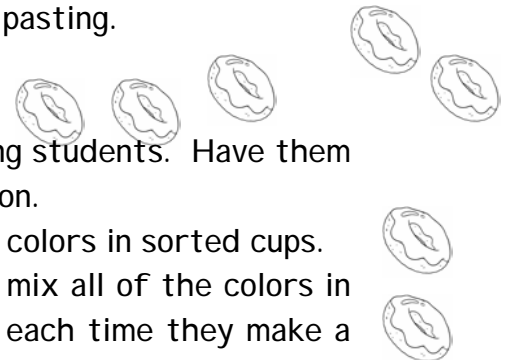 pasting.
ng students. Have them
on.
colors in sorted cups.
mix all of the colors in
each time they make a